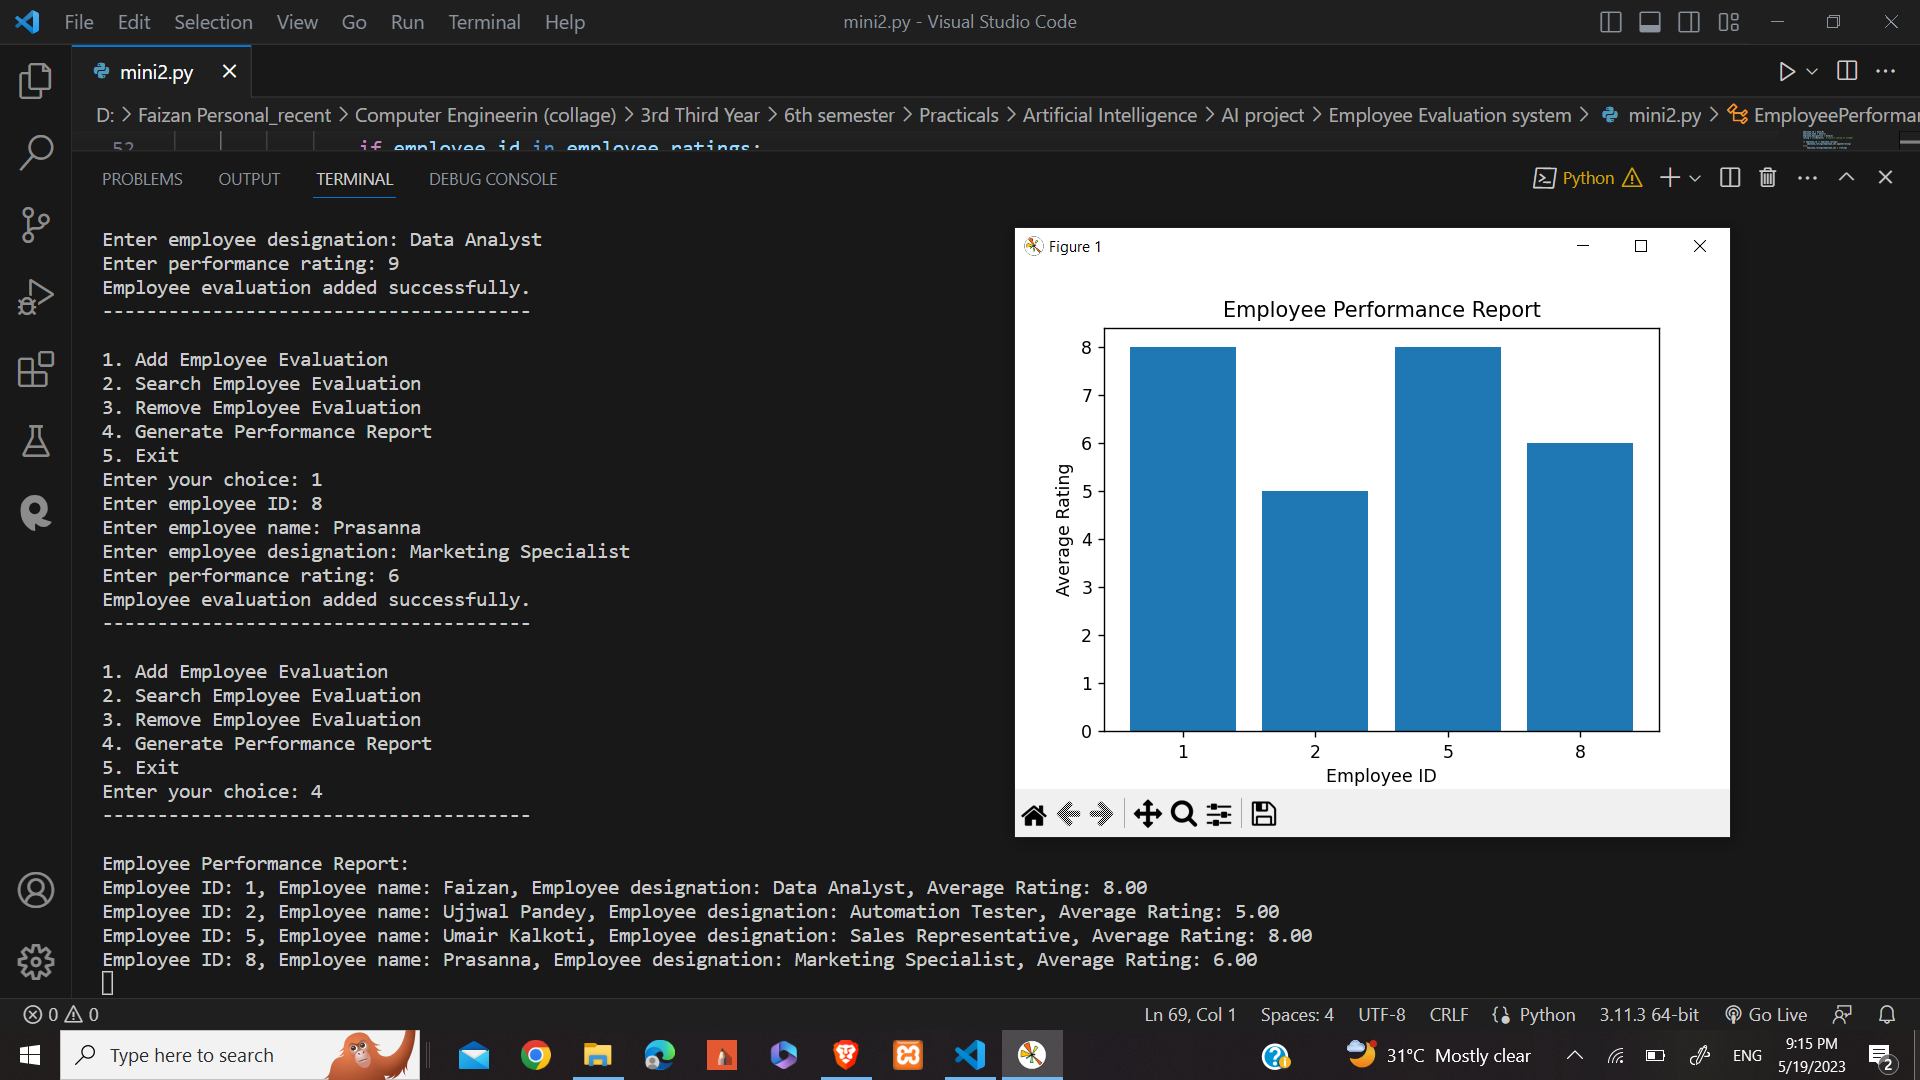 File Edit Selection View Go Run Terminal Help
mini2.py - Visual Studio Code
mini2.py
D: > Faizan Personal_recent > Computer Engineerin (collage) > 3rd Third Year > 6th semester > Practicals > Artificial Intelligence > AI project > Employee Evaluation system > mini2.py > EmployeePerforma
52 if employee_id in employee_ratings:
PROBLEMS OUTPUT TERMINAL DEBUG CONSOLE
Python
Enter employee designation: Data Analyst
Enter performance rating: 9
Employee evaluation added successfully.
---------------------------------------
1. Add Employee Evaluation
2. Search Employee Evaluation
3. Remove Employee Evaluation
4. Generate Performance Report
5. Exit
Enter your choice: 1
Enter employee ID: 8
Enter employee name: Prasanna
Enter employee designation: Marketing Specialist
Enter performance rating: 6
Employee evaluation added successfully.
---------------------------------------
1. Add Employee Evaluation
2. Search Employee Evaluation
3. Remove Employee Evaluation
4. Generate Performance Report
5. Exit
Enter your choice: 4
---------------------------------------
Employee Performance Report:
Employee ID: 1, Employee name: Faizan, Employee designation: Data Analyst, Average Rating: 8.00
Employee ID: 2, Employee name: Ujjwal Pandey, Employee designation: Automation Tester, Average Rating: 5.00
Employee ID: 5, Employee name: Umair Kalkoti, Employee designation: Sales Representative, Average Rating: 8.00
Employee ID: 8, Employee name: Prasanna, Employee designation: Marketing Specialist, Average Rating: 6.00
Figure 1
Employee Performance Report
8
7
6
5
4
3
2
1
0
Average Rating
1 2 5 8
Employee ID
0 0
Ln 69, Col 1 Spaces: 4 UTF-8 CRLF Python 3.11.3 64-bit Go Live
Type here to search
31°C Mostly clear
ENG
9:15 PM
5/19/2023
2